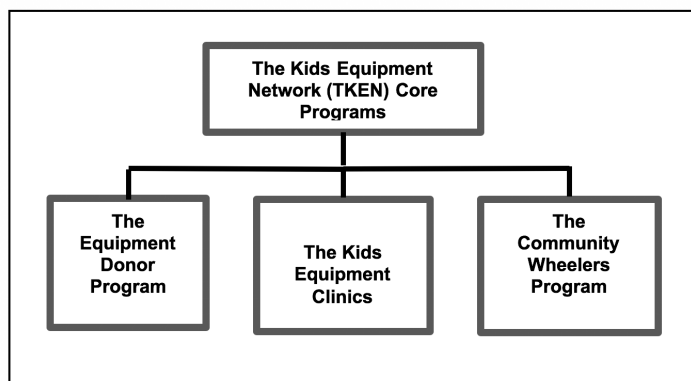 The Kids Equipment
Network (TKEN) Core
Programs
The
Equipment
Donor
Program
The Kids
Equipment
Clinics
The
Community
Wheelers
Program